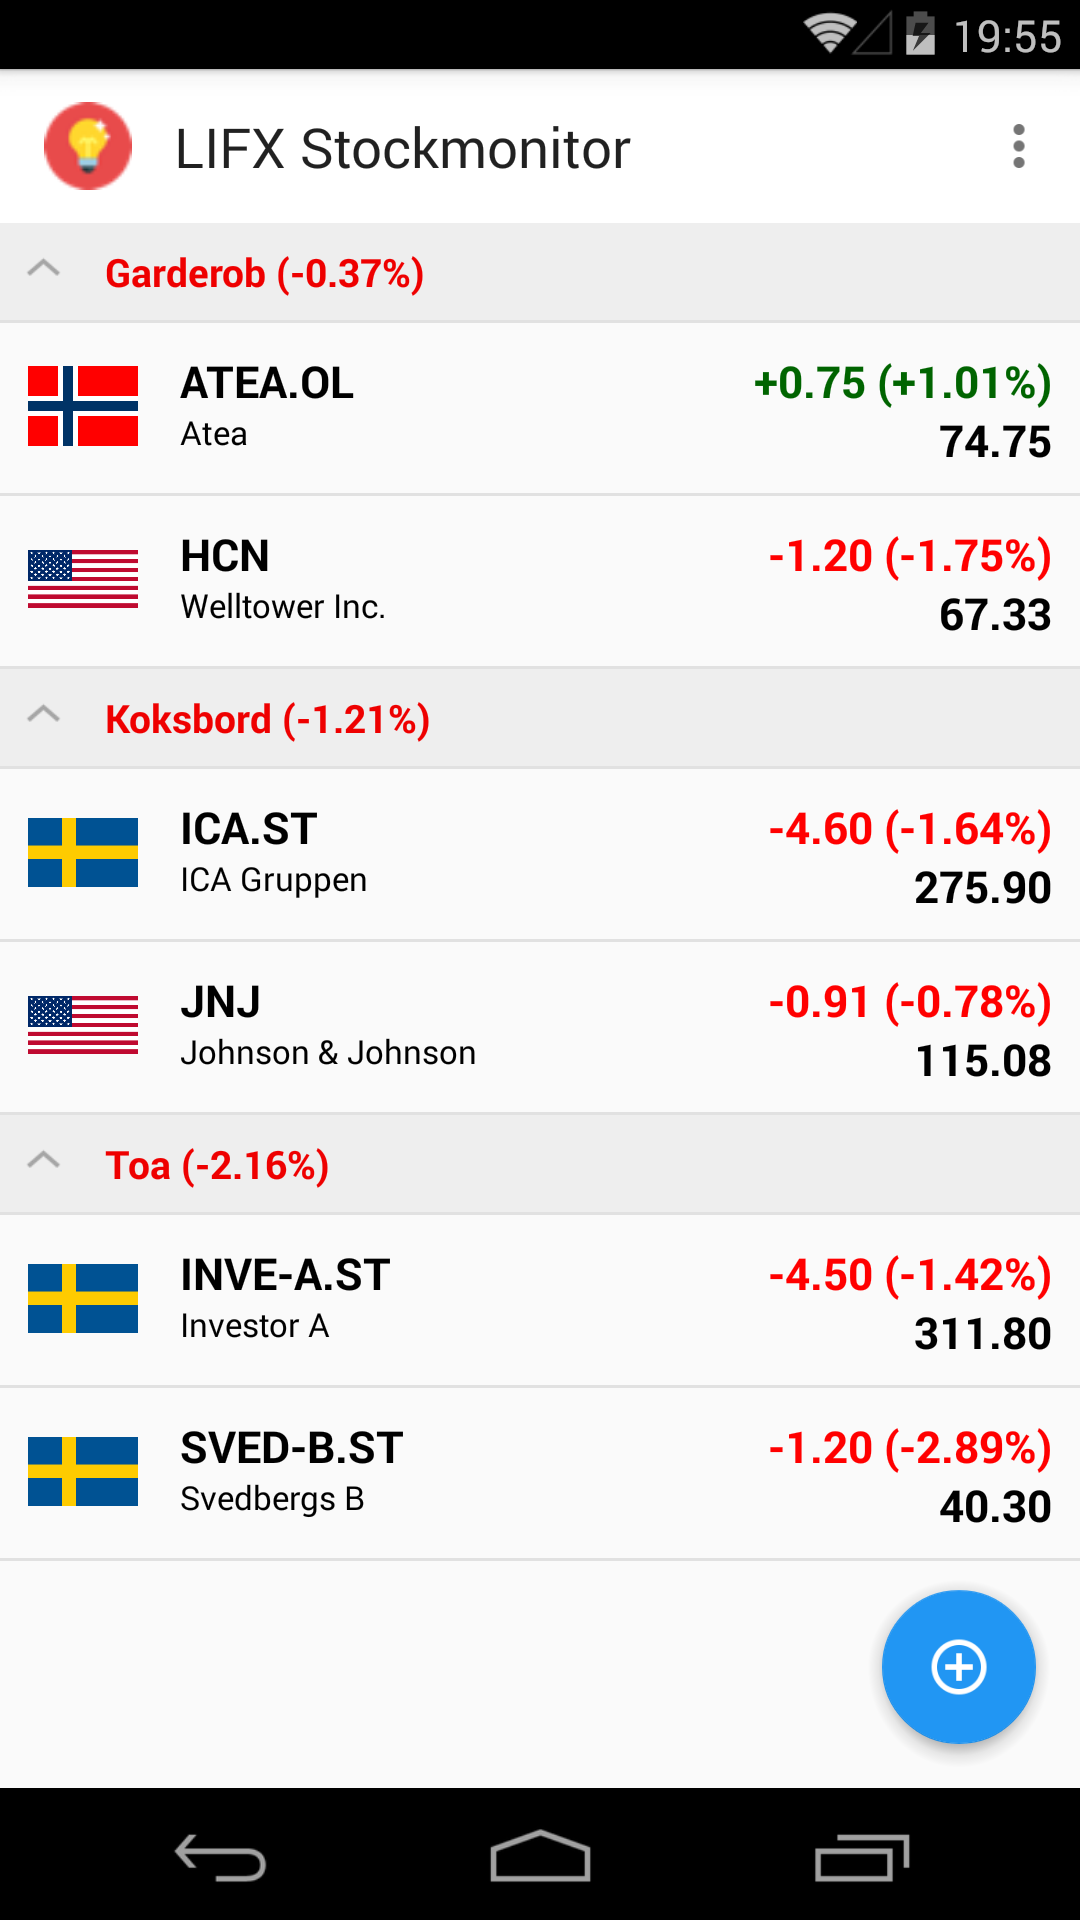 19:55
LIFX Stockmonitor
Garderob (-0.37%)
ATEA.OL +0.75 (+1.01%)
Atea 74.75
HCN -1.20 (-1.75%)
Welltower Inc. 67.33
Koksbord (-1.21%)
ICA.ST -4.60 (-1.64%)
ICA Gruppen 275.90
JNJ -0.91 (-0.78%)
Johnson & Johnson 115.08
Toa (-2.16%)
INVE-A.ST -4.50 (-1.42%)
Investor A 311.80
SVED-B.ST -1.20 (-2.89%)
Svedbergs B 40.30